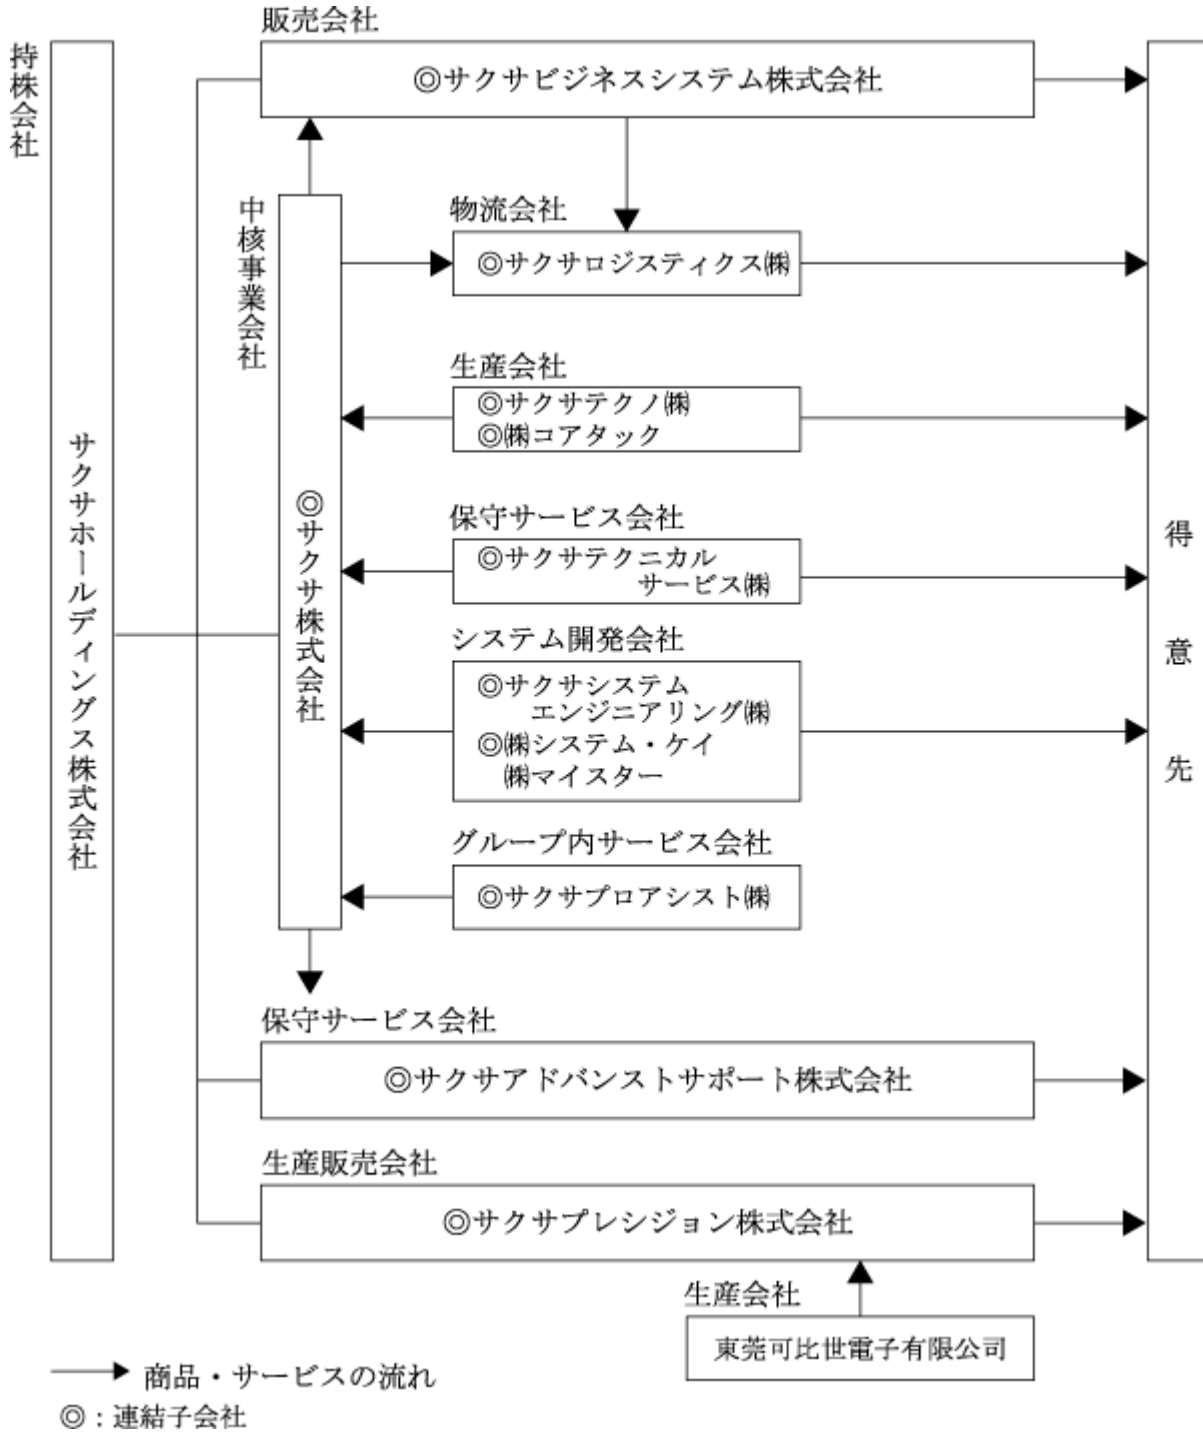 販売会社
持株会社
◎サクサビジネスシステム株式会社
中核事業会社
物流会社
◎サクサロジスティクス㈱
生産会社
◎サクサテクノ㈱
◎㈱コアタック
サクサホールディングス株式会社
◎サクサ株式会社
保守サービス会社
◎サクサテクニカル
サービス㈱
得意先
システム開発会社
◎サクサシステム
エンジニアリング㈱
◎㈱システム・ケイ
㈱マイスター
グループ内サービス会社
◎サクサプロアシスト㈱
保守サービス会社
◎サクサアドバンストサポート株式会社
生産販売会社
◎サクサプレシジョン株式会社
生産会社
東莞可比世電子有限公司
商品・サービスの流れ
◎：連結子会社